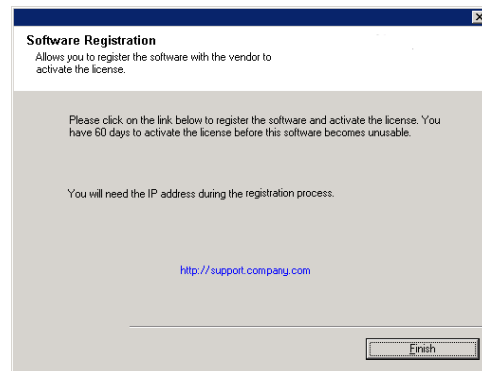 Software Registration
Allows you to register the software with the vendor to
activate the license.
Please click on the link below to register the software and activate the license. You
have 60 days to activate the license before this software becomes unusable.
You will need the IP address during the registration process.
http://support.company.com
Finish